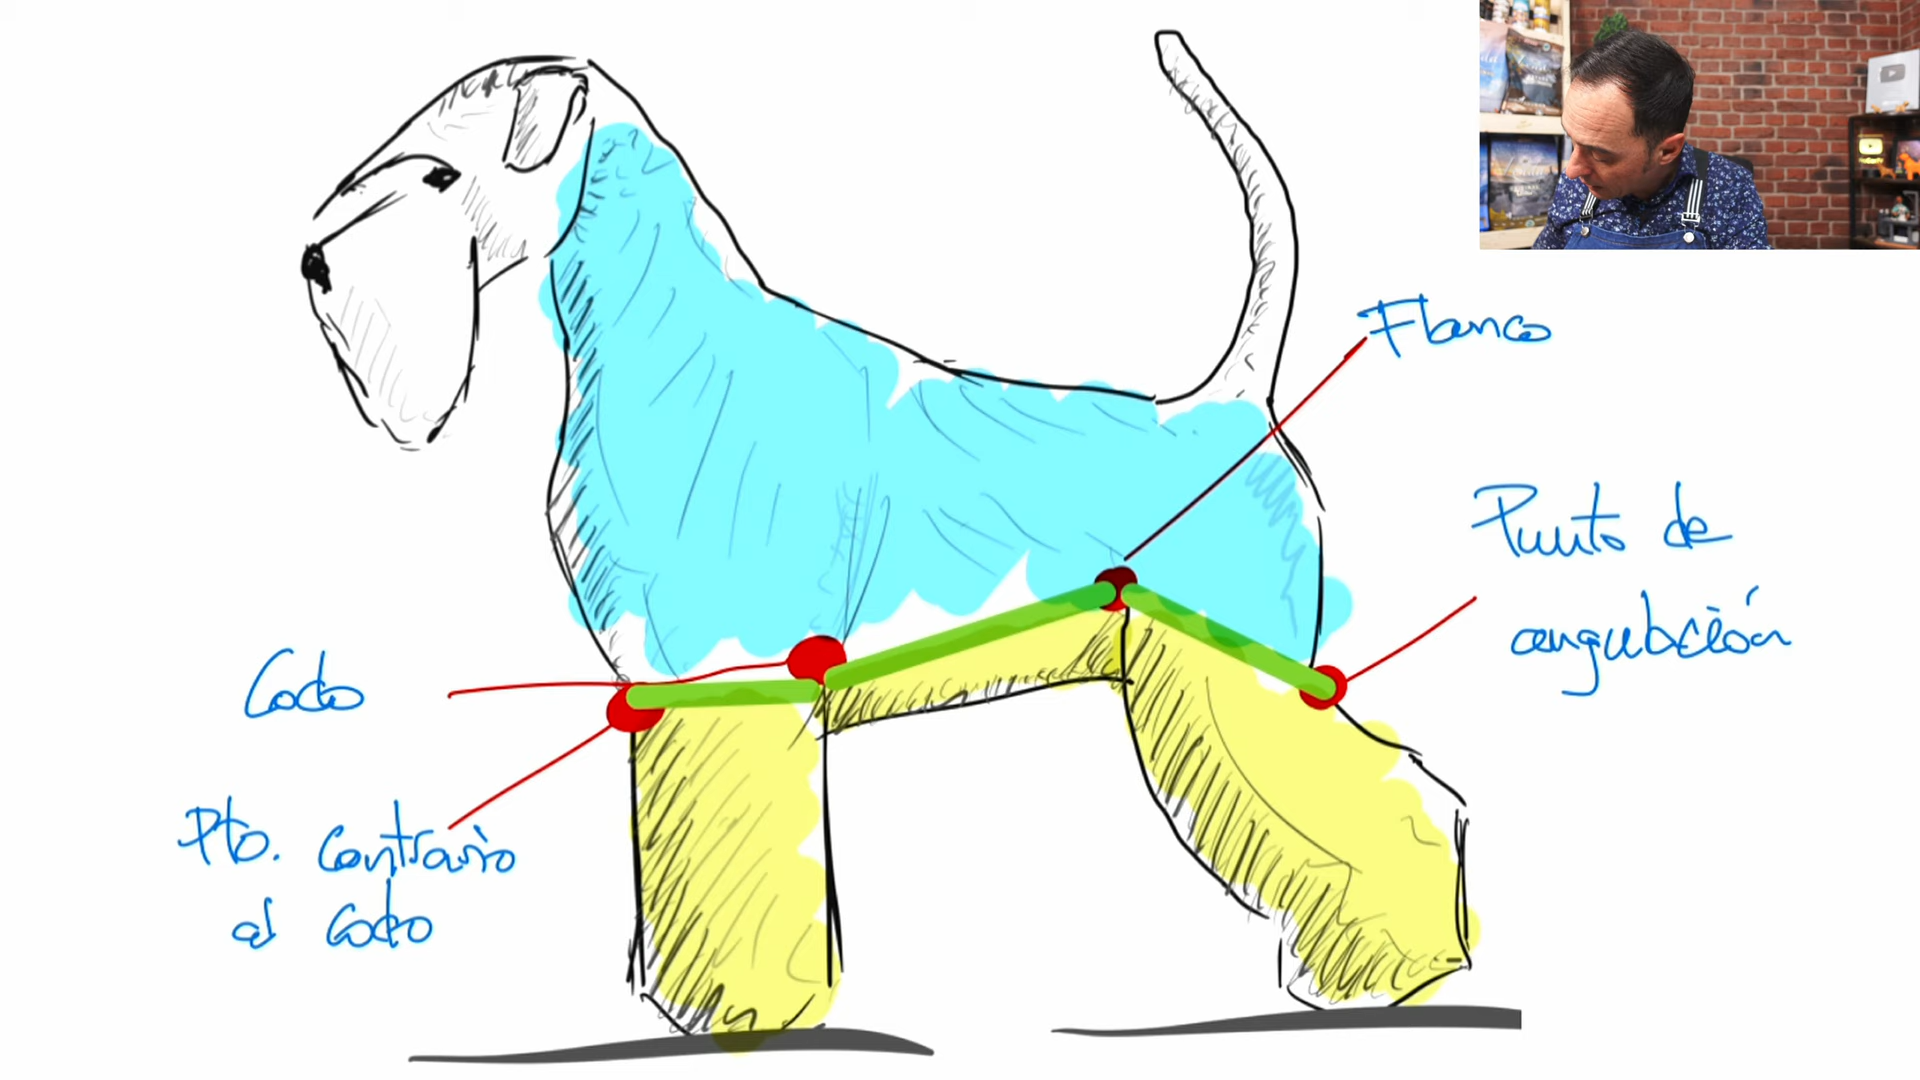 Flanco
Punto de
angulación
Codo
Pto. Contrario
al Codo